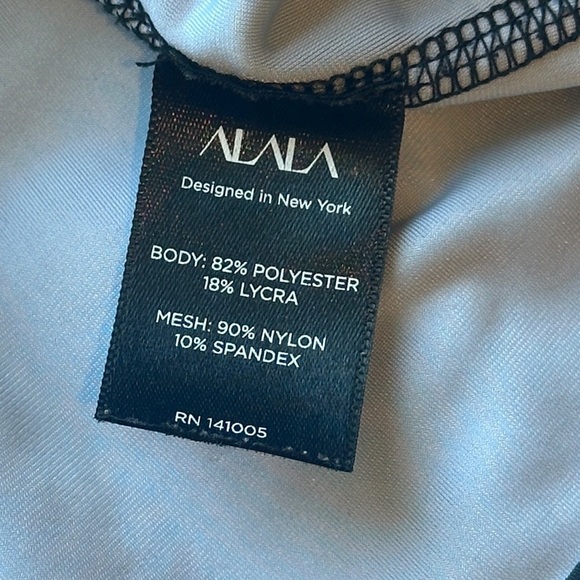 ALALA
Designed in New York
BODY: 82% POLYESTER
18% LYCRA
MESH: 90% NYLON
10% SPANDEX
RN 141005